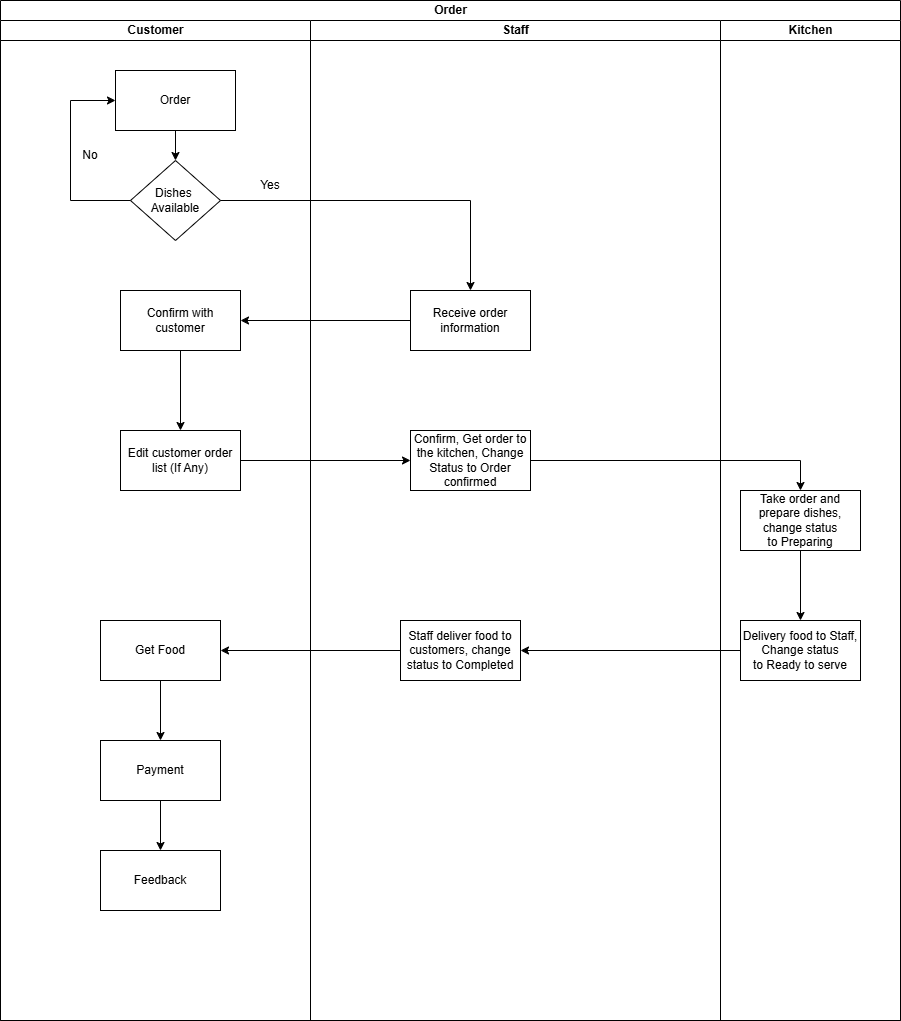 Order
Customer
Staff
Kitchen
Order
No
Dishes
Available
Yes
Confirm with
customer
Receive order
information
Edit customer order
list (If Any)
Confirm, Get order to
the kitchen, Change
Status to Order
confirmed
Take order and
prepare dishes,
change status
to Preparing
Get Food
Staff deliver food to
customers, change
status to Completed
Delivery food to Staff,
Change status
to Ready to serve
Payment
Feedback